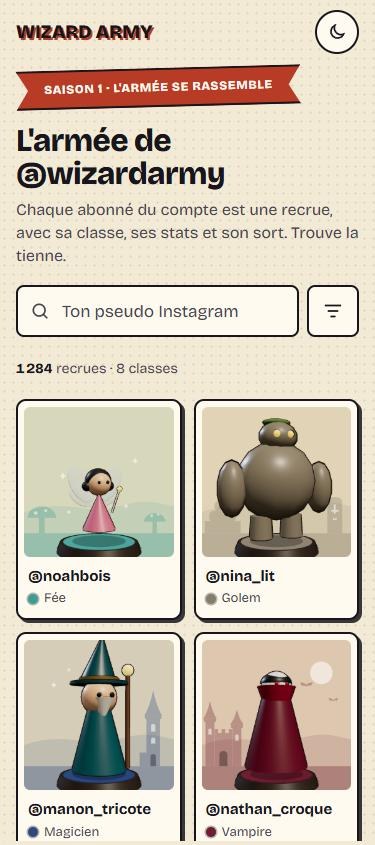 WIZARD ARMY
SAISON 1 - L'ARMÉE SE RASSEMBLE
L'armée de
@wizardarmy
Chaque abonné du compte est une recrue,
avec sa classe, ses stats et son sort. Trouve la
tienne.
Ton pseudo Instagram
1 284 recrues · 8 classes
@noahbois
Fée
@nina_lit
Golem
@manon_tricote
Magicien
@nathan_croque
Vampire